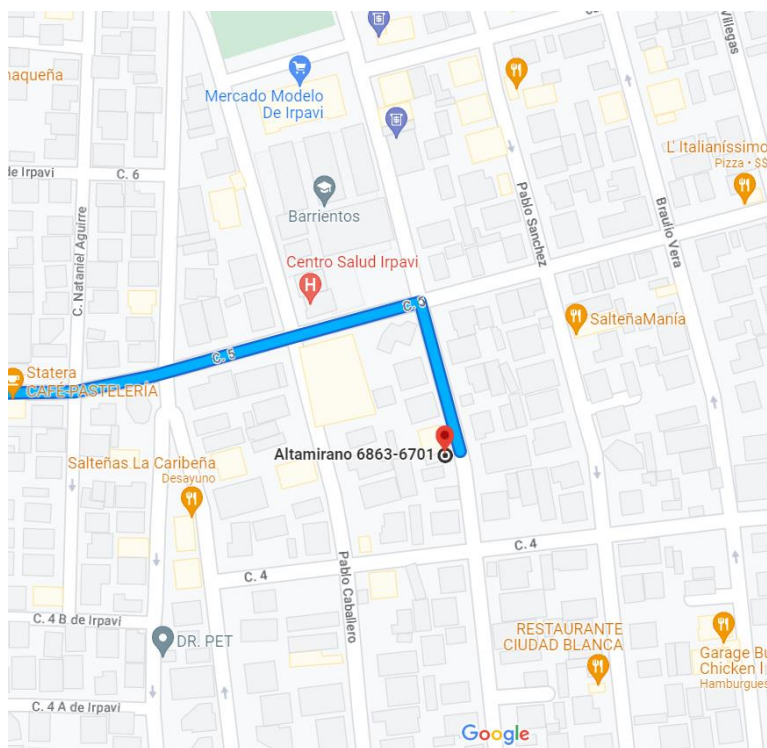 Villegas
naqueña
Mercado Modelo
De Irpavi
L' Italianíssimo
Pizza • $$
de Irpavi
C. 6
Barrientos
Pablo Sanchez
Braulio Vera
C. Nataniel Aguirre
Centro Salud Irpavi
H
SalteñaManía
C. 5
Statera
CAFÉ-PASTELERÍA
Altamirano 6863-6701
Salteñas La Caribeña
Desayuno
C. 4
C. 4
Pablo Caballero
C. 4 B de Irpavi
DR. PET
RESTAURANTE
CIUDAD BLANCA
Garage Bu
Chicken I
Hamburgues
C. 4 A de Irpavi
Google